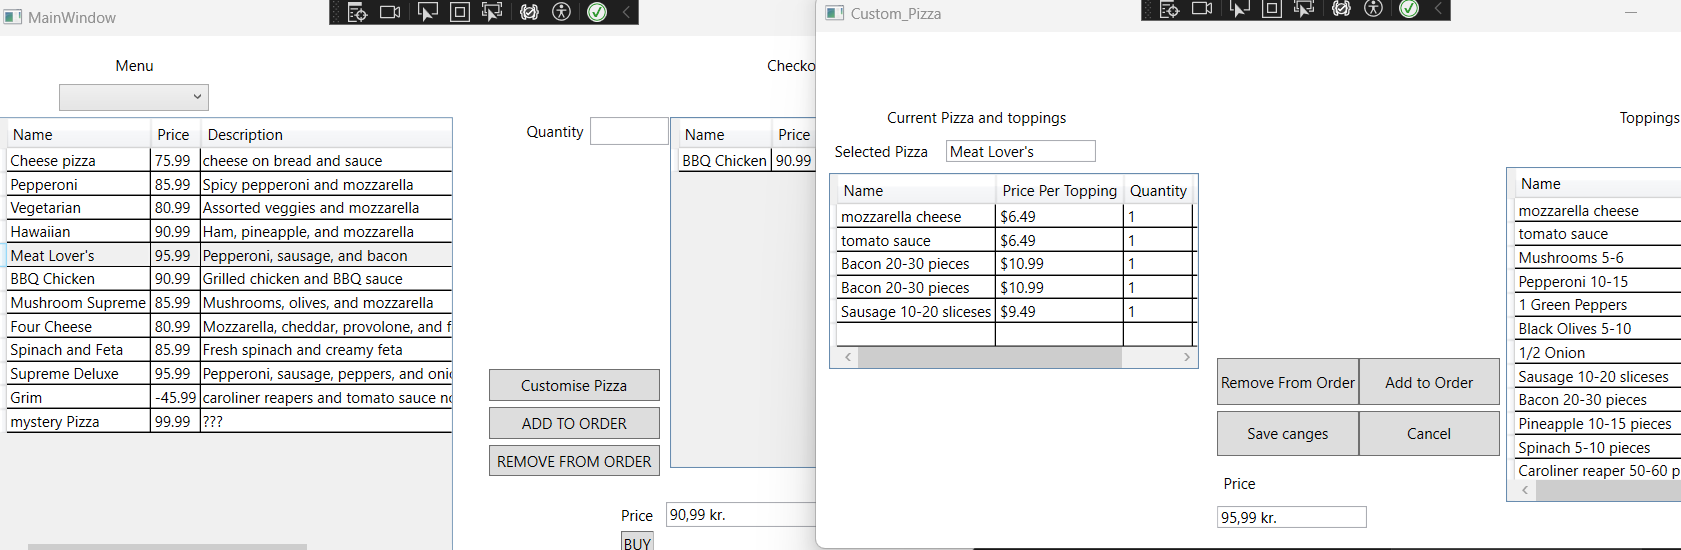 MainWindow
Menu
Checko
Name Price Description
Cheese pizza 75.99 cheese on bread and sauce
Pepperoni 85.99 Spicy pepperoni and mozzarella
Vegetarian 80.99 Assorted veggies and mozzarella
Hawaiian 90.99 Ham, pineapple, and mozzarella
Meat Lover's 95.99 Pepperoni, sausage, and bacon
BBQ Chicken 90.99 Grilled chicken and BBQ sauce
Mushroom Supreme 85.99 Mushrooms, olives, and mozzarella
Four Cheese 80.99 Mozzarella, cheddar, provolone, and f
Spinach and Feta 85.99 Fresh spinach and creamy feta
Supreme Deluxe 95.99 Pepperoni, sausage, peppers, and onic
Grim -45.99 caroliner reapers and tomato sauce no
mystery Pizza 99.99 ???
Quantity
Name Price
BBQ Chicken 90.99
Customise Pizza
ADD TO ORDER
REMOVE FROM ORDER
Price 90,99 kr.
BUY
Custom_Pizza
Current Pizza and toppings
Selected Pizza Meat Lover's
Name Price Per Topping Quantity
mozzarella cheese $6.49 1
tomato sauce $6.49 1
Bacon 20-30 pieces $10.99 1
Bacon 20-30 pieces $10.99 1
Sausage 10-20 sliceses $9.49 1
Remove From Order Add to Order
Save canges Cancel
Price
95,99 kr.
Toppings
Name
mozzarella cheese
tomato sauce
Mushrooms 5-6
Pepperoni 10-15
1 Green Peppers
Black Olives 5-10
1/2 Onion
Sausage 10-20 sliceses
Bacon 20-30 pieces
Pineapple 10-15 pieces
Spinach 5-10 pieces
Caroliner reaper 50-60 p